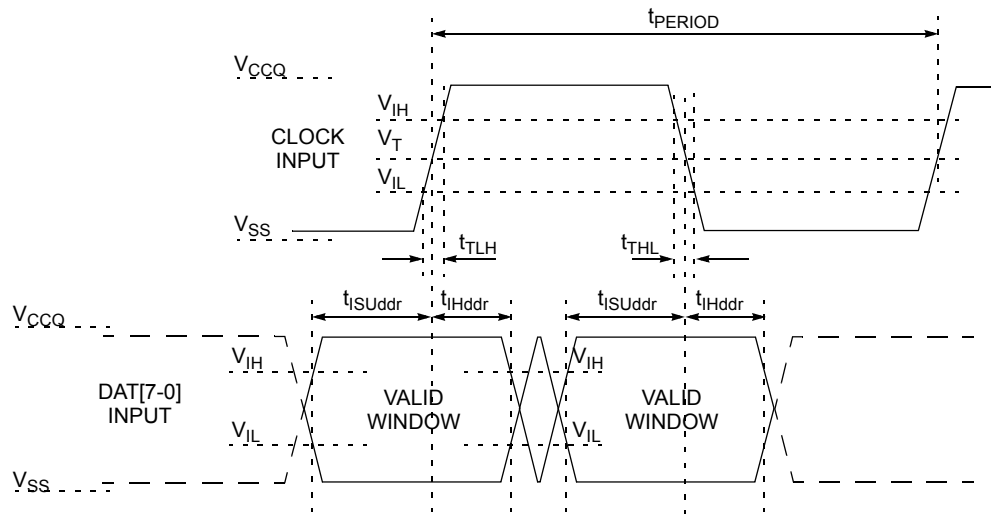 tPERIOD
VCCQ
VIH
CLOCK
INPUT
VT
VIL
VSS
tTLH
tTHL
tISUddr
tIHddr
tISUddr
tIHddr
VCCQ
VIH
VIH
DAT[7-0]
INPUT
VALID
WINDOW
VALID
WINDOW
VIL
VIL
VSS